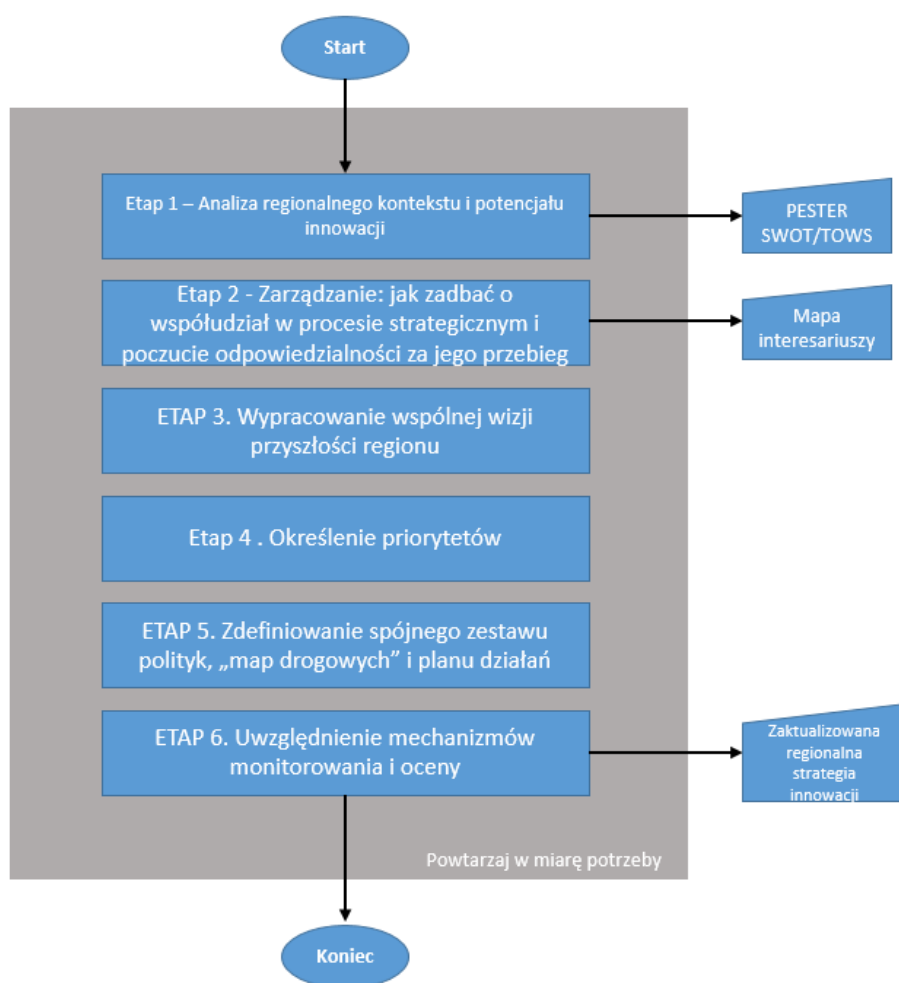 Start
Etap 1 – Analiza regionalnego kontekstu i potencjału
innowacji
PESTER
SWOT/TOWS
Etap 2 - Zarządzanie: jak zadbać o
współudział w procesie strategicznym i
poczucie odpowiedzialności za jego przebieg
Mapa
interesariuszy
ETAP 3. Wypracowanie wspólnej wizji
przyszłości regionu
Etap 4 . Określenie priorytetów
ETAP 5. Zdefiniowanie spójnego zestawu
polityk, „map drogowych” i planu działań
ETAP 6. Uwzględnienie mechanizmów
monitorowania i oceny
Zaktualizowana
regionalna
strategia
innowacji
Powtarzaj w miarę potrzeby
Koniec